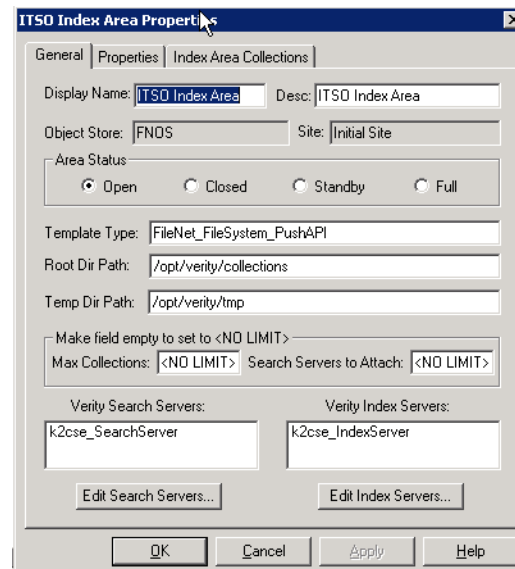 ITSO Index Area Properties
General Properties Index Area Collections
Display Name: ITSO Index Area Desc: ITSO Index Area
Object Store: FNOS Site: Initial Site
Area Status
Open Closed Standby Full
Template Type: FileNet_FileSystem_PushAPI
Root Dir Path: /opt/verity/collections
Temp Dir Path: /opt/verity/tmp
Make field empty to set to <NO LIMIT>
Max Collections: <NO LIMIT> Search Servers to Attach: <NO LIMIT>
Verity Search Servers: Verity Index Servers:
k2cse_SearchServer k2cse_IndexServer
Edit Search Servers... Edit Index Servers...
OK Cancel Apply Help